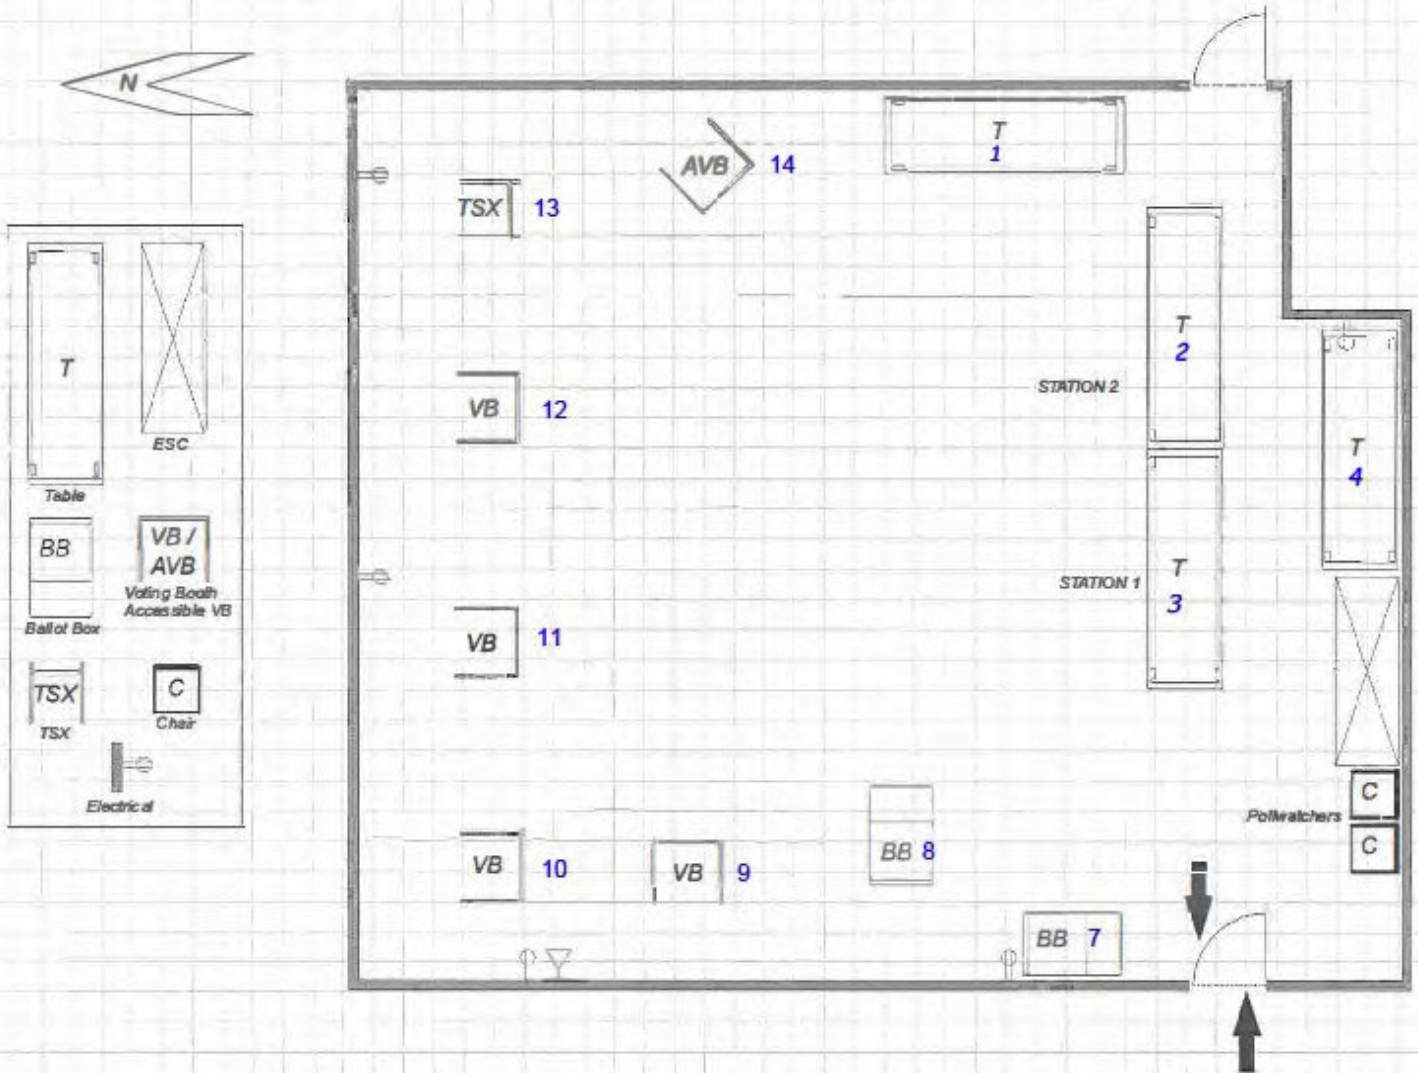 N
T
1
AVB 14
TSX 13
T
2
STATION 2
VB 12
T
4
T
ESC
Table
BB
VB /
AVB
Voting Booth
Accessible VB
Ballot Box
STATION 1
T
3
VB 11
TSX
TSX
C
Chair
Electrical
C
Pollwatchers
C
VB 10
VB 9
BB 8
BB 7